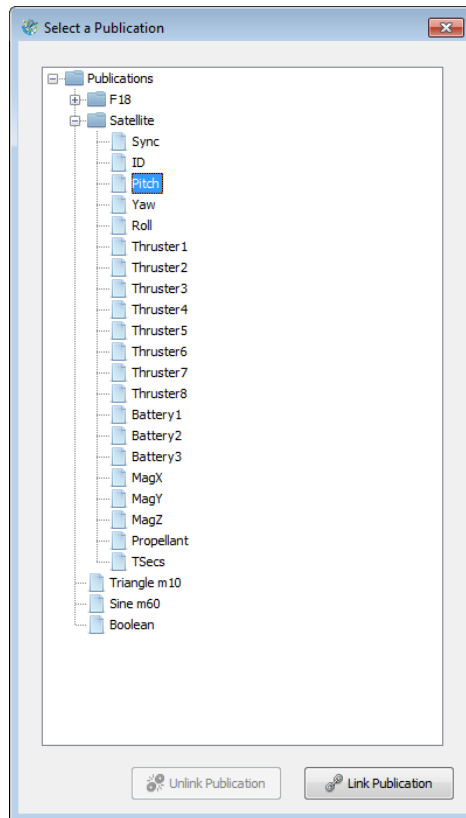 Select a Publication
Publications
F18
Satellite
Sync
ID
Pitch
Yaw
Roll
Thruster1
Thruster2
Thruster3
Thruster4
Thruster5
Thruster6
Thruster7
Thruster8
Battery1
Battery2
Battery3
MagX
MagY
MagZ
Propellant
TSecs
Triangle m10
Sine m60
Boolean
Unlink Publication
Link Publication